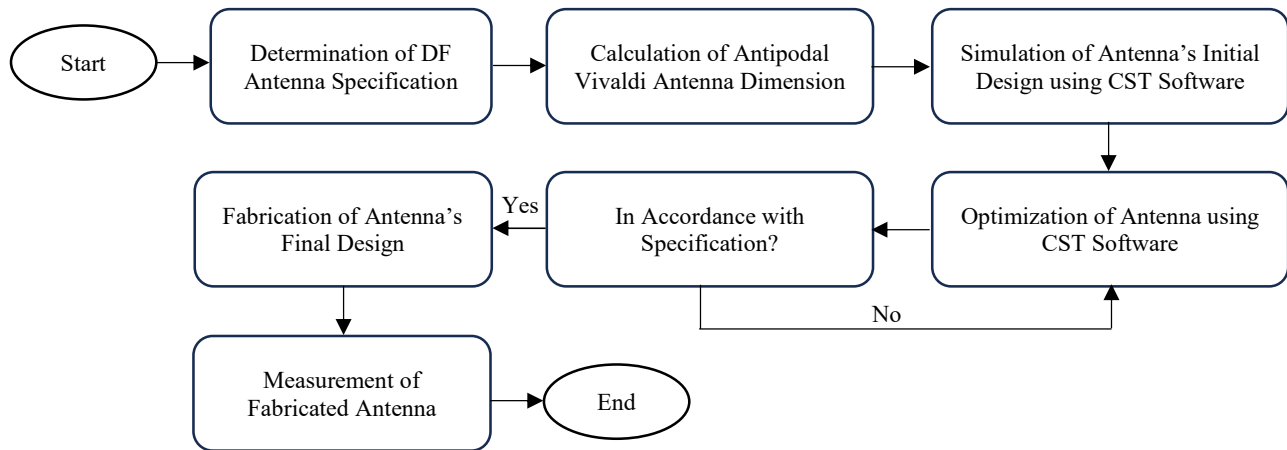 Start
Determination of DF
Antenna Specification
Calculation of Antipodal
Vivaldi Antenna Dimension
Simulation of Antenna’s Initial
Design using CST Software
Optimization of Antenna using
CST Software
In Accordance with
Specification?
Yes
No
Fabrication of Antenna’s
Final Design
Measurement of
Fabricated Antenna
End